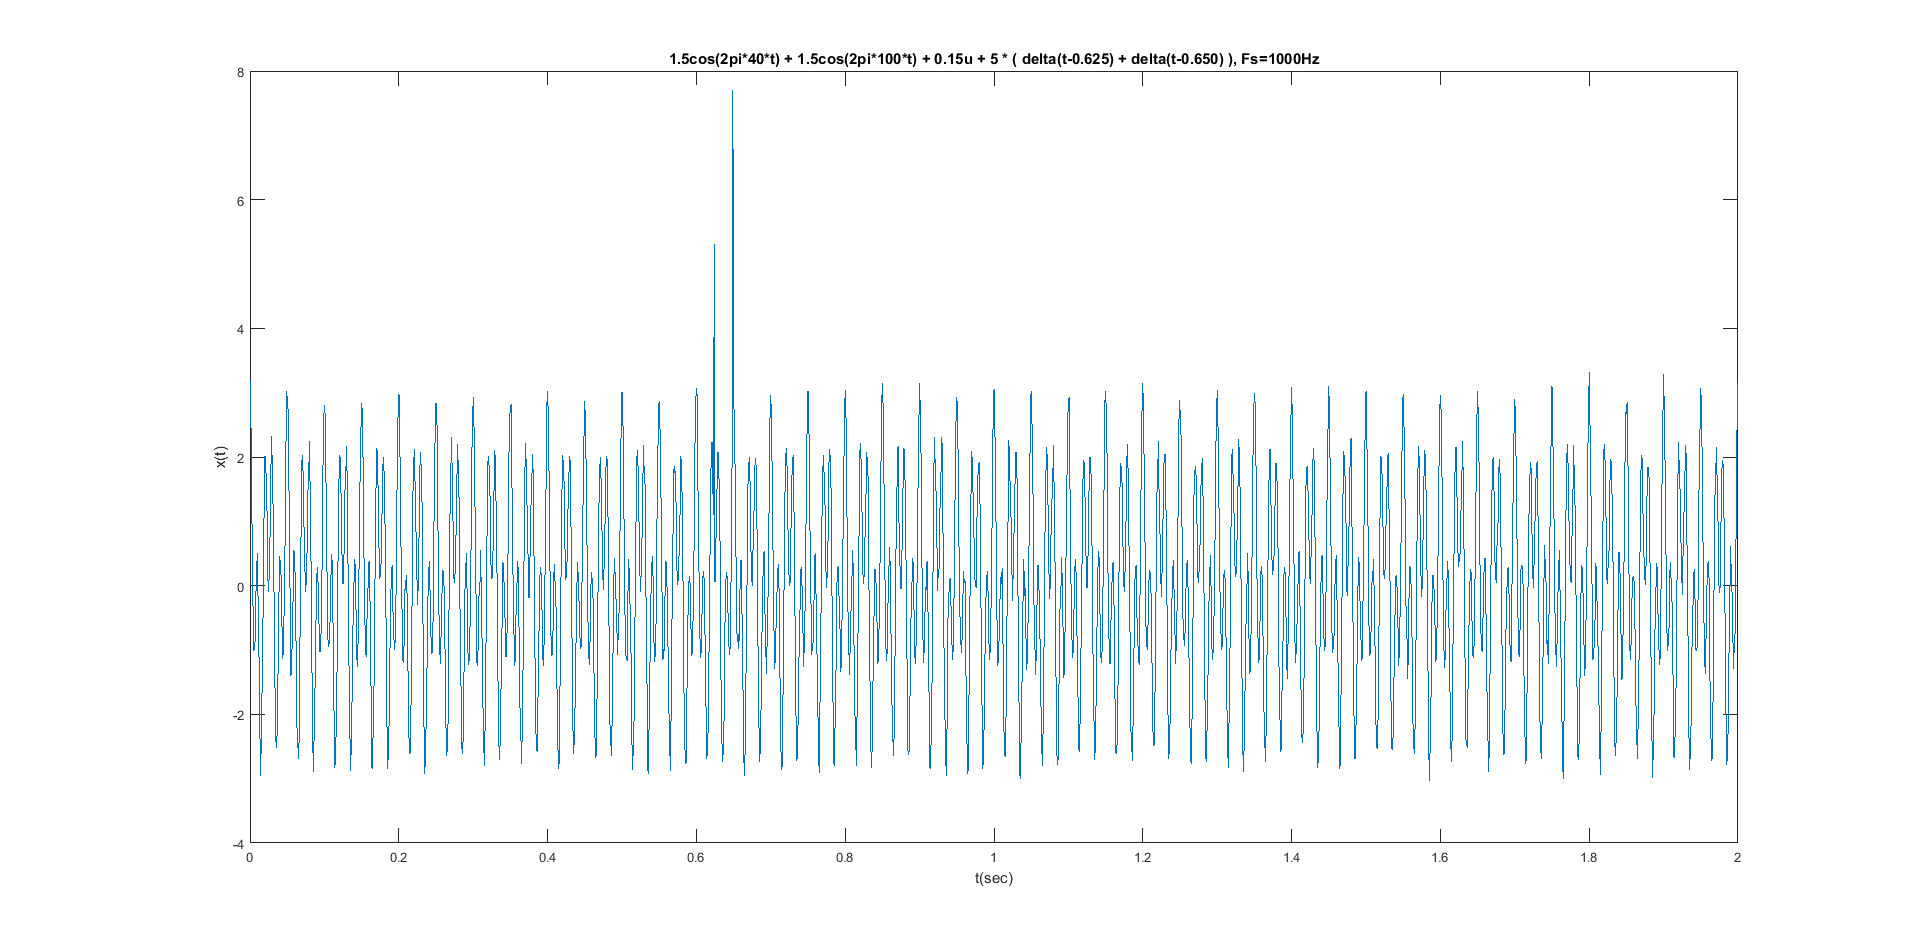 1.5cos(2pi*40*t) + 1.5cos(2pi*100*t) + 0.15u + 5 * ( delta(t-0.625) + delta(t-0.650) ), Fs=1000Hz
8
6
4
2
0
-2
-4
x(t)
0 0.2 0.4 0.6 0.8 1 1.2 1.4 1.6 1.8 2
t(sec)